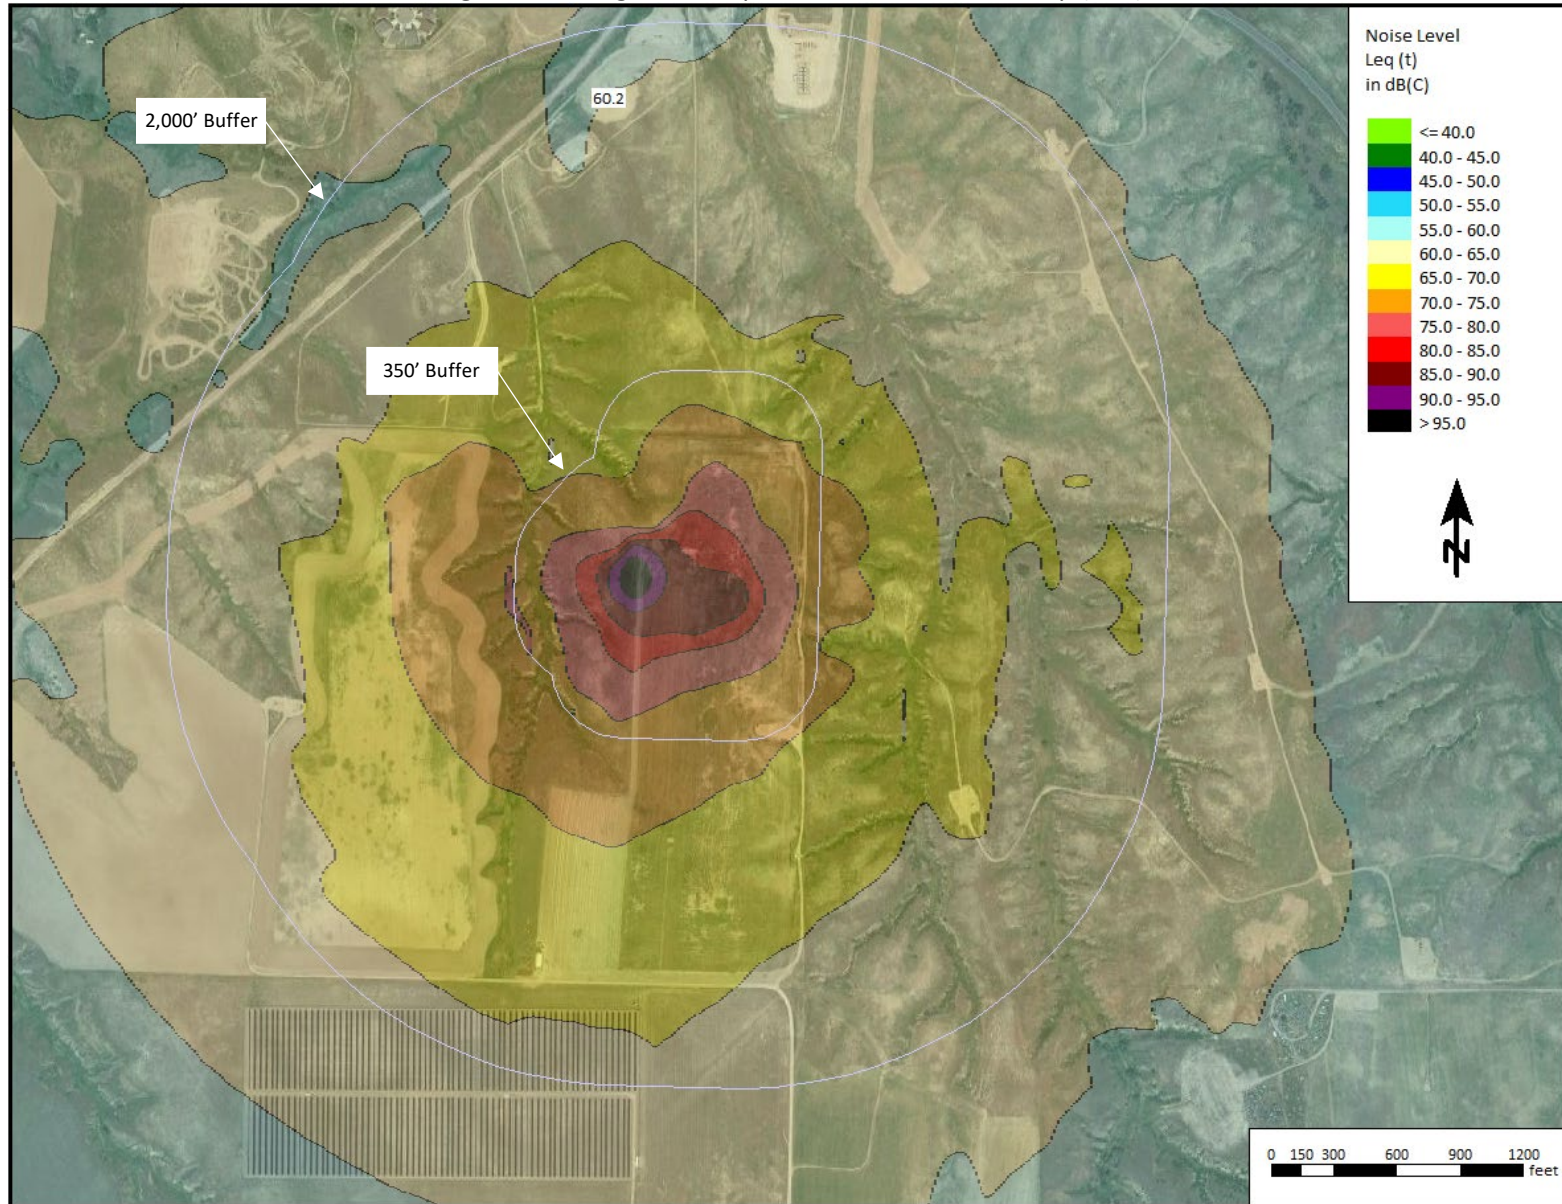 60.2
2,000’ Buffer
350’ Buffer
Noise Level
Leq (t)
in dB(C)
<= 40.0
40.0 - 45.0
45.0 - 50.0
50.0 - 55.0
55.0 - 60.0
60.0 - 65.0
65.0 - 70.0
70.0 - 75.0
75.0 - 80.0
80.0 - 85.0
85.0 - 90.0
90.0 - 95.0
> 95.0
N
0 150 300 600 900 1200
feet